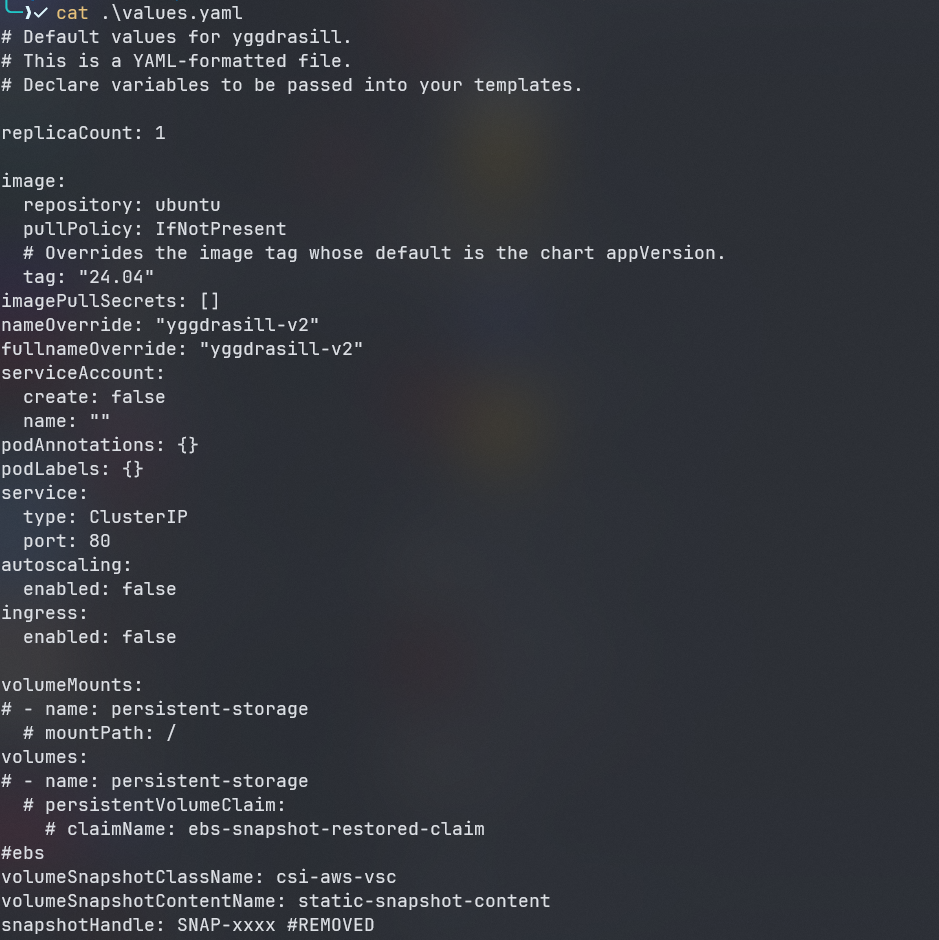 cat .\values.yaml
# Default values for yggdrasill.
# This is a YAML-formatted file.
# Declare variables to be passed into your templates.

replicaCount: 1

image:
  repository: ubuntu
  pullPolicy: IfNotPresent
  # Overrides the image tag whose default is the chart appVersion.
  tag: "24.04"
imagePullSecrets: []
nameOverride: "yggdrasill-v2"
fullnameOverride: "yggdrasill-v2"
serviceAccount:
  create: false
  name: ""
podAnnotations: {}
podLabels: {}
service:
  type: ClusterIP
  port: 80
autoscaling:
  enabled: false
ingress:
  enabled: false

volumeMounts:
# - name: persistent-storage
  # mountPath: /
volumes:
# - name: persistent-storage
  # persistentVolumeClaim:
    # claimName: ebs-snapshot-restored-claim
#ebs
volumeSnapshotClassName: csi-aws-vsc
volumeSnapshotContentName: static-snapshot-content
snapshotHandle: SNAP-xxxx #REMOVED